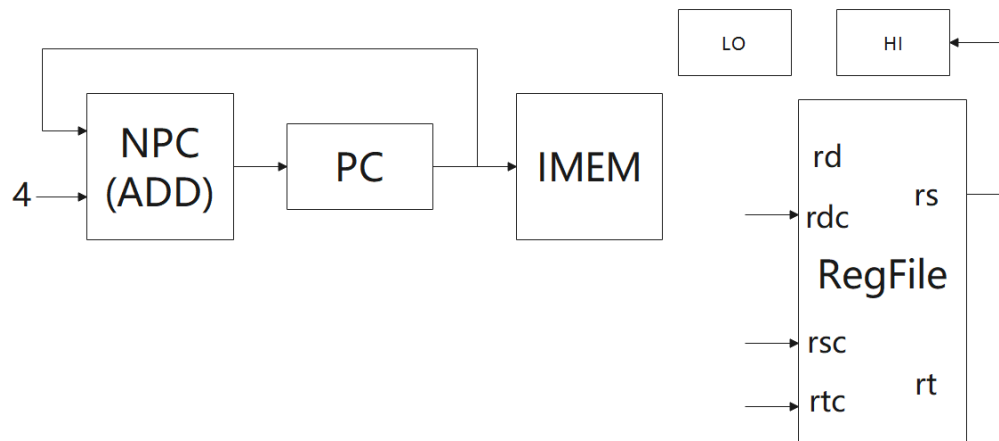 LO
HI
NPC
(ADD)
4
PC
IMEM
rd
rs
rdc
RegFile
rsc
rt
rtc